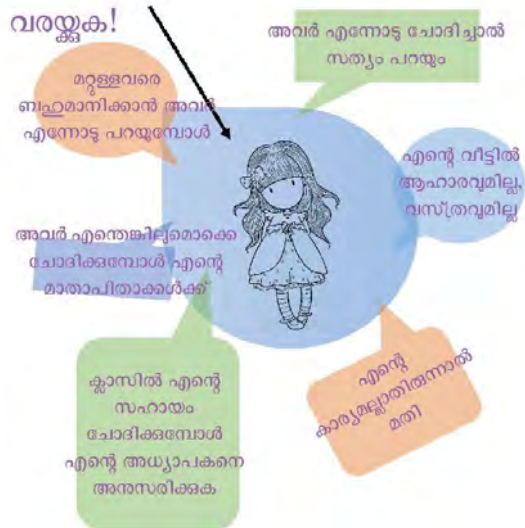 വരയ്ക്കുക!
അവർ എന്നോടു ചോദിച്ചാൽ
സത്യം പറയും
മറ്റുള്ളവരെ
ബഹുമാനിക്കാൻ അവർ
എന്നോടു പറയുമ്പോൾ
എന്റെ വീട്ടിൽ
ആഹാരവുമില്ല,
വസ്ത്രവുമില്ല
അവർ എന്തെങ്കിലുമൊക്കെ
ചോദിക്കുമ്പോൾ എന്റെ
മാതാപിതാക്കൾക്ക്
ക്ലാസിൽ എന്റെ
സഹായം
ചോദിക്കുമ്പോൾ
എന്റെ അധ്യാപകനെ
അനുസരിക്കുക
എന്റെ
കാര്യമല്ലാതിരുന്നാൽ
മതി